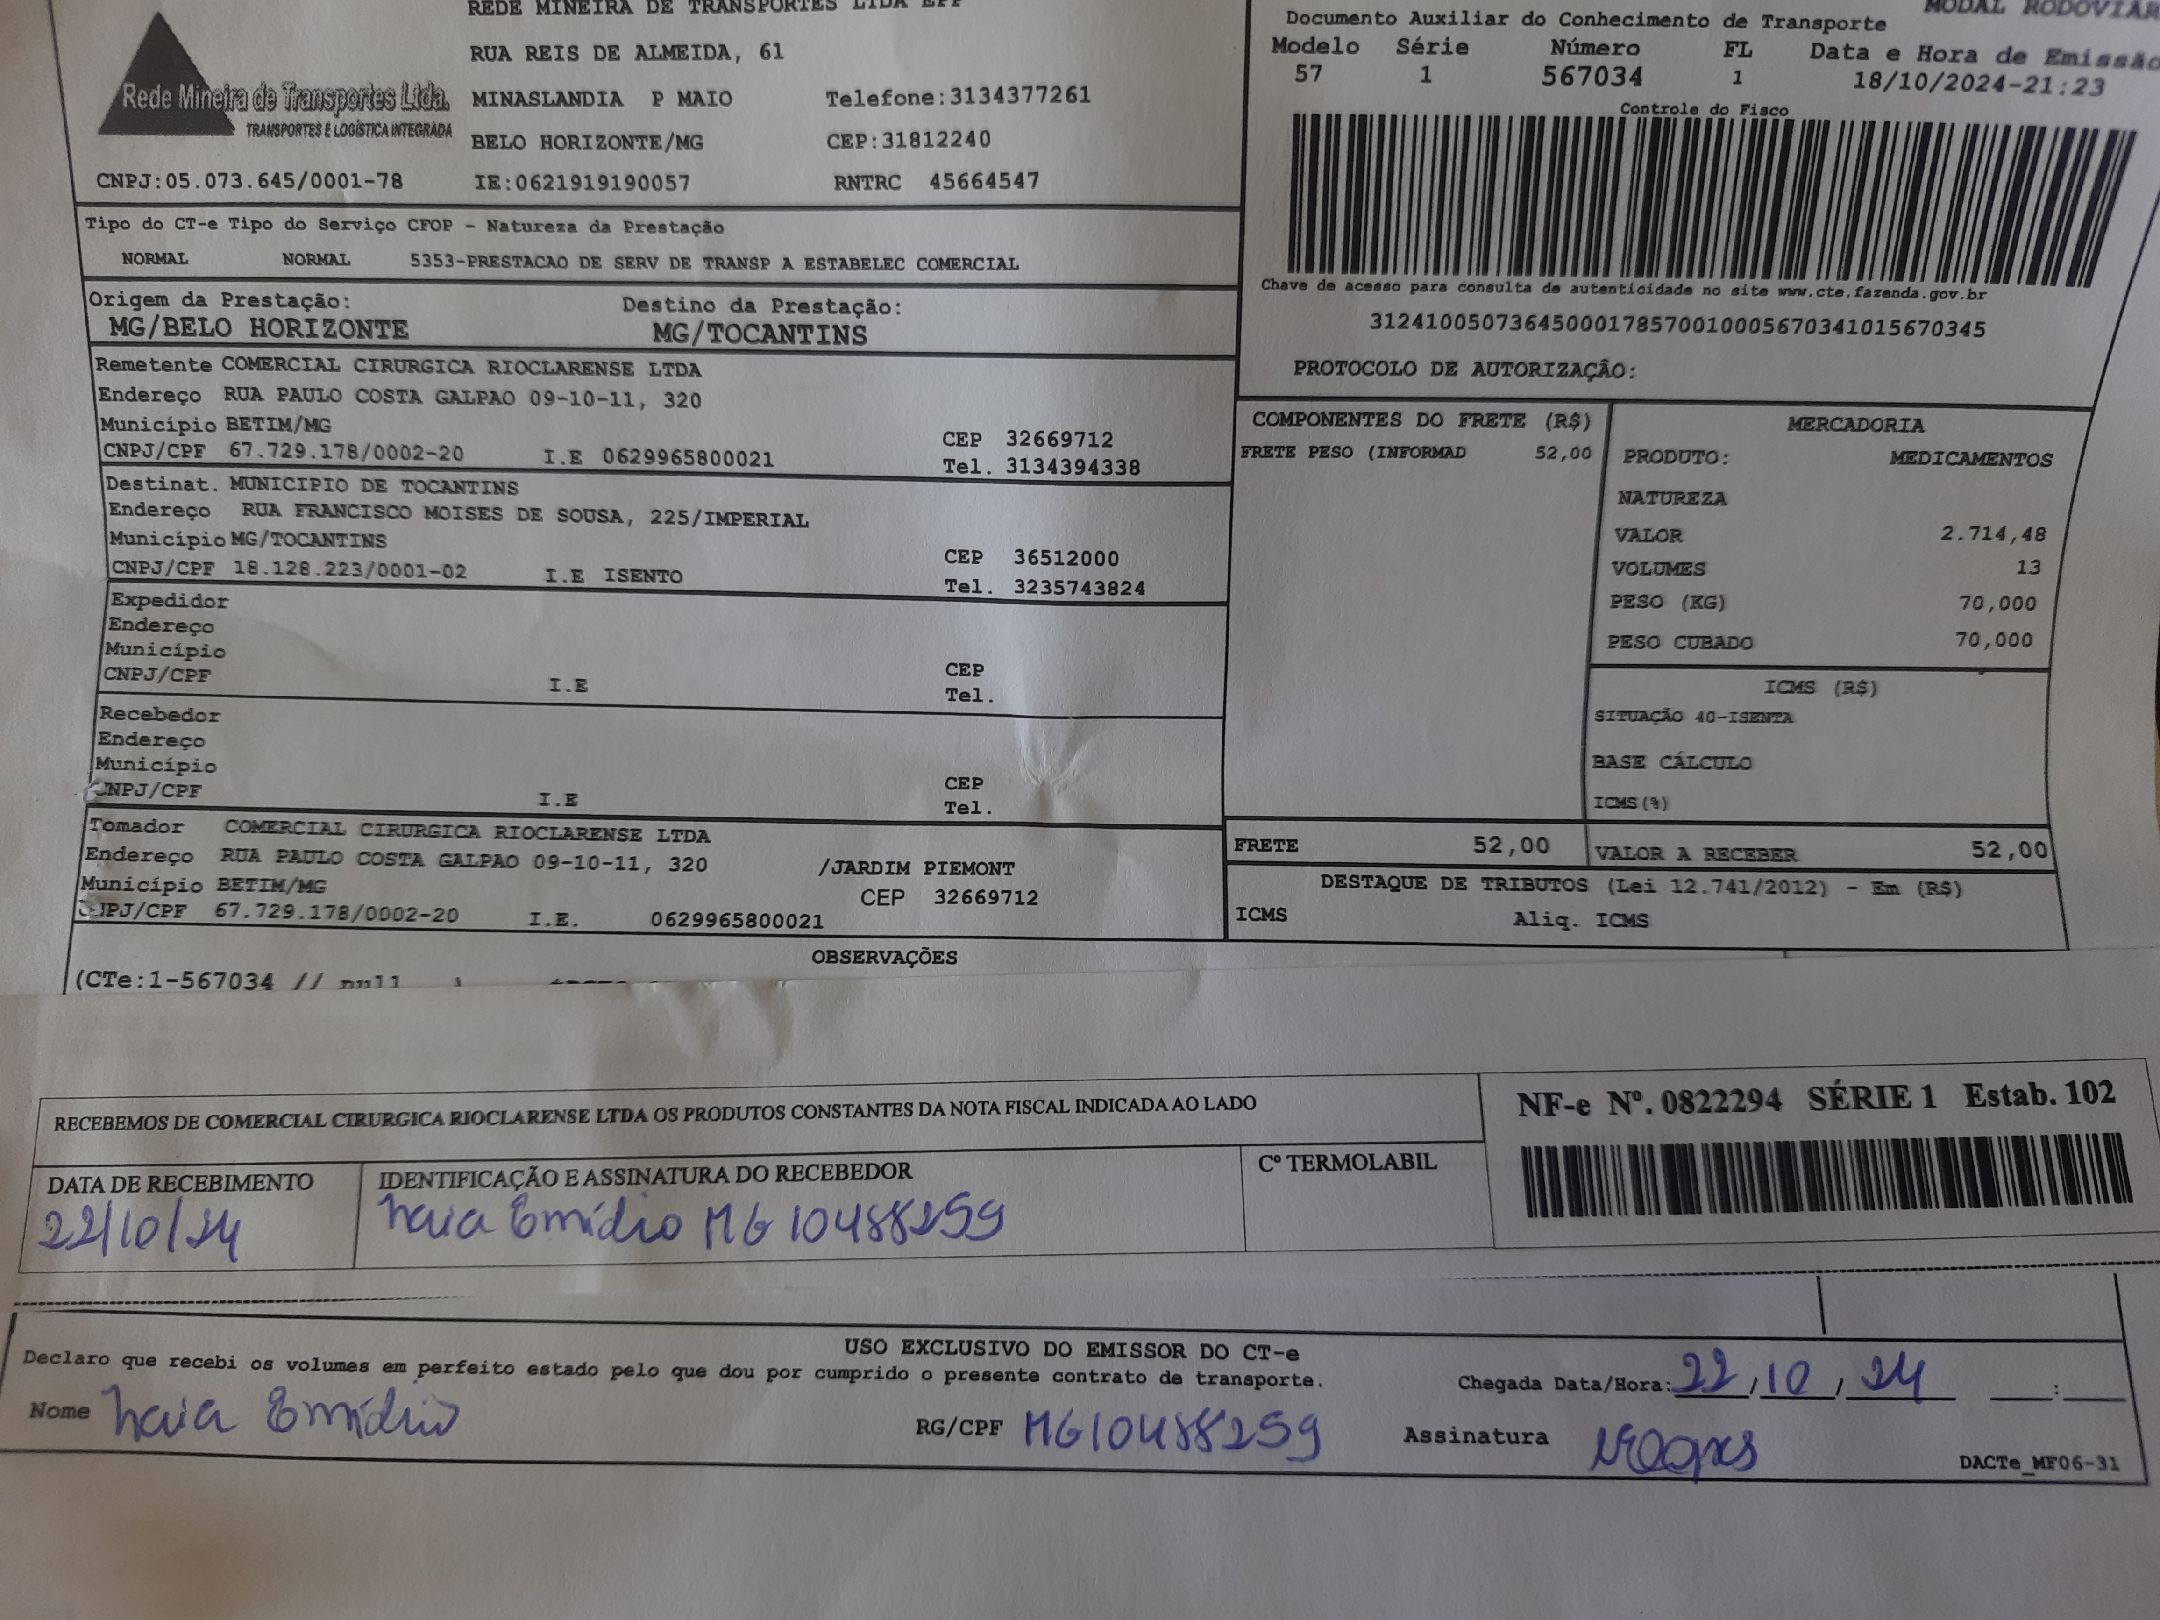 REDE MINEIRA DE TRANSPORTES LTDA EPP
RUA REIS DE ALMEIDA, 61
Rede Mineira de Transportes Ltda.
TRANSPORTES E LOGÍSTICA INTEGRADA
MINASLANDIA P MAIO Telefone:3134377261
BELO HORIZONTE/MG CEP:31812240
CNPJ:05.073.645/0001-78 IE:0621919190057 RNTRC 45664547
MODAL RODOVIAR
Documento Auxiliar do Conhecimento de Transporte
Modelo Série Número FL Data e Hora de Emissão
57 1 567034 1 18/10/2024-21:23
Controle do Fisco
Chave de acesso para consulta de autenticidade no site www.cte.fazenda.gov.br
31241005073645000178570010005670341015670345
PROTOCOLO DE AUTORIZAÇÂO:
Tipo do CT-e Tipo do Serviço CFOP - Natureza da Prestação
NORMAL NORMAL 5353-PRESTACAO DE SERV DE TRANSP A ESTABELEC COMERCIAL
Origem da Prestação: Destino da Prestação:
MG/BELO HORIZONTE MG/TOCANTINS
Remetente COMERCIAL CIRURGICA RIOCLARENSE LTDA
Endereço RUA PAULO COSTA GALPAO 09-10-11, 320
Município BETIM/MG CEP 32669712
CNPJ/CPF 67.729.178/0002-20 I.E 0629965800021 Tel. 3134394338
Destinat. MUNICIPIO DE TOCANTINS
Endereço RUA FRANCISCO MOISES DE SOUSA, 225/IMPERIAL
Município MG/TOCANTINS CEP 36512000
CNPJ/CPF 18.128.223/0001-02 I.E ISENTO Tel. 3235743824
Expedidor
Endereço
Município CEP
CNPJ/CPF I.E Tel.
Recebedor
Endereço
Município CEP
CNPJ/CPF I.E Tel.
Tomador COMERCIAL CIRURGICA RIOCLARENSE LTDA
Endereço RUA PAULO COSTA GALPAO 09-10-11, 320 /JARDIM PIEMONT
Município BETIM/MG CEP 32669712
CNPJ/CPF 67.729.178/0002-20 I.E. 0629965800021
COMPONENTES DO FRETE (R$)
FRETE PESO (INFORMAD 52,00
MERCADORIA
PRODUTO: MEDICAMENTOS
NATUREZA
VALOR 2.714,48
VOLUMES 13
PESO (KG) 70,000
PESO CUBADO 70,000
ICMS (R$)
SITUAÇÃO 40-ISENTA
BASE CÁLCULO
ICMS(%)
FRETE 52,00 VALOR A RECEBER 52,00
DESTAQUE DE TRIBUTOS (Lei 12.741/2012) - Em (R$)
ICMS Aliq. ICMS
OBSERVAÇÕES
(CTe:1-567034 // null
RECEBEMOS DE COMERCIAL CIRURGICA RIOCLARENSE LTDA OS PRODUTOS CONSTANTES DA NOTA FISCAL INDICADA AO LADO
NF-e Nº. 0822294 SÉRIE 1 Estab. 102
DATA DE RECEBIMENTO IDENTIFICAÇÃO E ASSINATURA DO RECEBEDOR Cº TERMOLABIL
22/10/24 Emídio MG 10488259
USO EXCLUSIVO DO EMISSOR DO CT-e
Declaro que recebi os volumes em perfeito estado pelo que dou por cumprido o presente contrato de transporte.
Chegada Data/Hora: 22/10/24 __:__
Nome Emídio RG/CPF MG10488259 Assinatura
DACTe_MF06-31